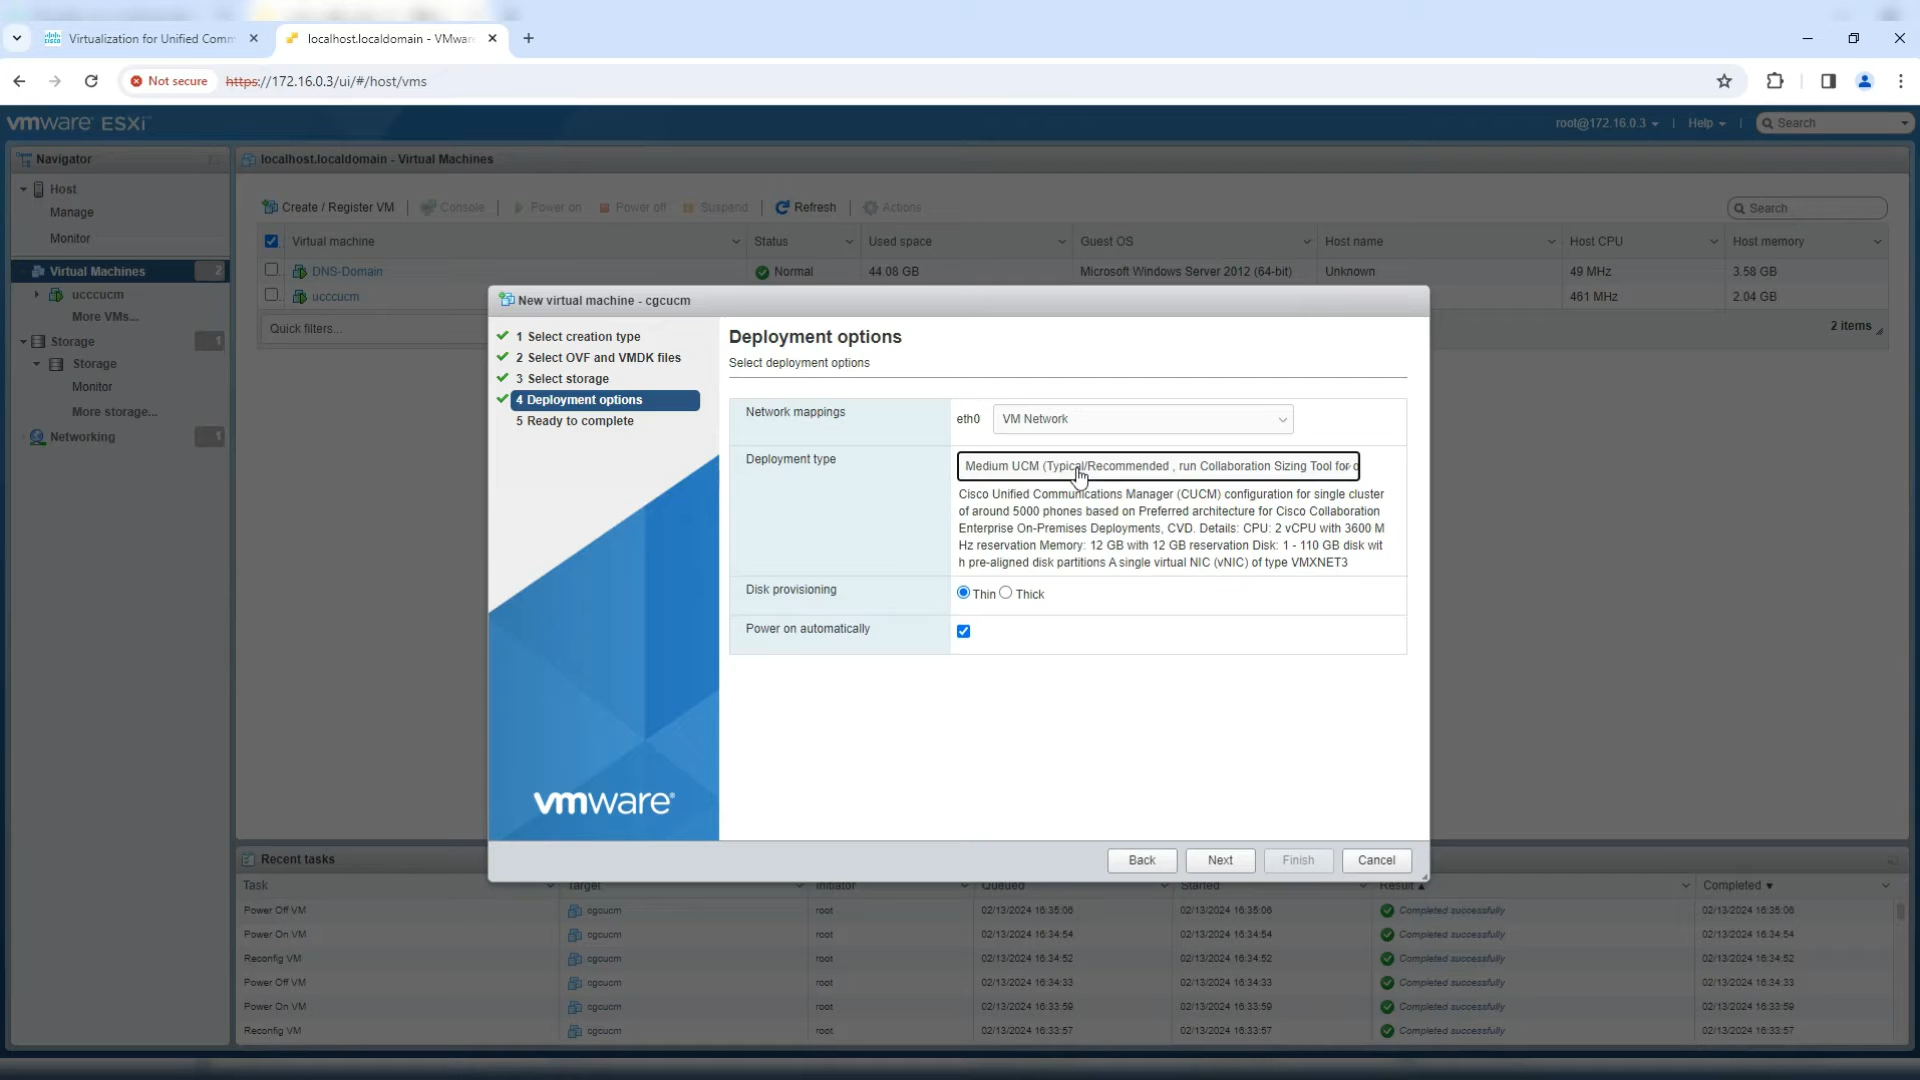 Virtualization for Unified Comm
localhost.localdomain - VMwar
Not secure
https://172.16.0.3/ui/#/host/vms
vmware ESXi
root@172.16.0.3
Help
Search
Navigator
localhost.localdomain - Virtual Machines
Host
Manage
Monitor
Virtual Machines 2
ucccucm
More VMs...
Storage 1
Storage
Monitor
More storage...
Networking 1
Create / Register VM
Console
Power on
Power off
Suspend
Refresh
Actions
Search
Virtual machine Status Used space Guest OS Host name Host CPU Host memory
DNS-Domain Normal 44.08 GB Microsoft Windows Server 2012 (64-bit) Unknown 49 MHz 3.58 GB
ucccucm 461 MHz 2.04 GB
Quick filters...
2 items
New virtual machine - cgcucm
1 Select creation type
2 Select OVF and VMDK files
3 Select storage
4 Deployment options
5 Ready to complete
vmware
Deployment options
Select deployment options
Network mappings eth0 VM Network
Deployment type Medium UCM (Typical/Recommended , run Collaboration Sizing Tool for
Cisco Unified Communications Manager (CUCM) configuration for single cluster
of around 5000 phones based on Preferred architecture for Cisco Collaboration
Enterprise On-Premises Deployments, CVD. Details: CPU: 2 vCPU with 3600 M
Hz reservation Memory: 12 GB with 12 GB reservation Disk: 1 - 110 GB disk wit
h pre-aligned disk partitions A single virtual NIC (vNIC) of type VMXNET3
Disk provisioning Thin Thick
Power on automatically
Back Next Finish Cancel
Recent tasks
Task Target Initiator Queued Started Result Completed
Power Off VM cgcucm root 02/13/2024 16:35:06 02/13/2024 16:35:06 Completed successfully 02/13/2024 16:35:06
Power On VM cgcucm root 02/13/2024 16:34:54 02/13/2024 16:34:54 Completed successfully 02/13/2024 16:34:54
Reconfig VM cgcucm root 02/13/2024 16:34:52 02/13/2024 16:34:52 Completed successfully 02/13/2024 16:34:52
Power Off VM cgcucm root 02/13/2024 16:34:33 02/13/2024 16:34:33 Completed successfully 02/13/2024 16:34:33
Power On VM cgcucm root 02/13/2024 16:33:59 02/13/2024 16:33:59 Completed successfully 02/13/2024 16:33:59
Reconfig VM cgcucm root 02/13/2024 16:33:57 02/13/2024 16:33:57 Completed successfully 02/13/2024 16:33:57